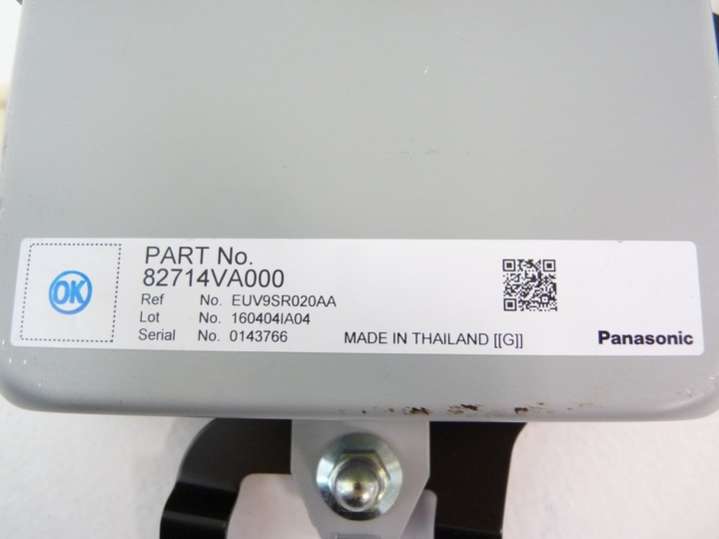 OK
PART No.
82714VA000
Ref No. EUV9SR020AA
Lot No. 160404IA04
Serial No. 0143766
MADE IN THAILAND [[G]]
Panasonic